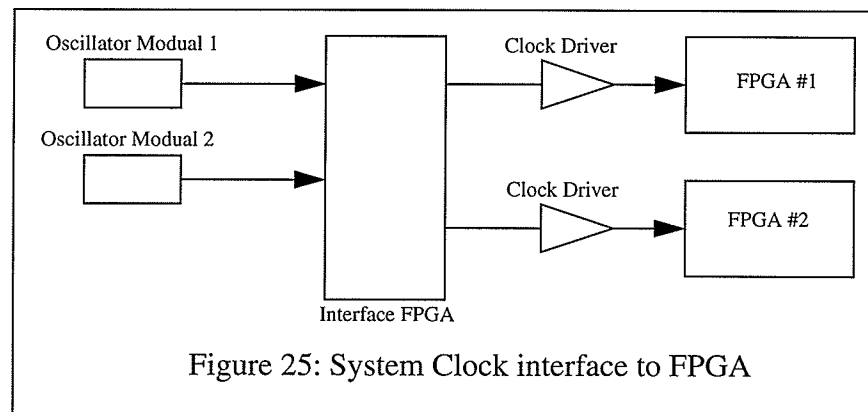 Oscillator Modual 1
Oscillator Modual 2
Interface FPGA
Clock Driver
FPGA #1
Clock Driver
FPGA #2
Figure 25: System Clock interface to FPGA